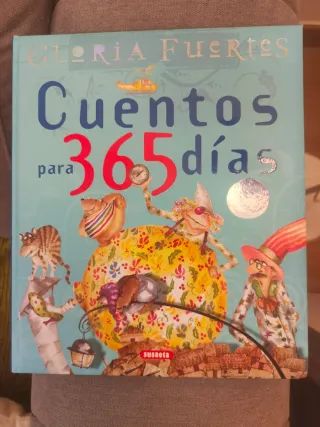 GLORIA FUERTES
Cuentos
para 365 días
susaeta